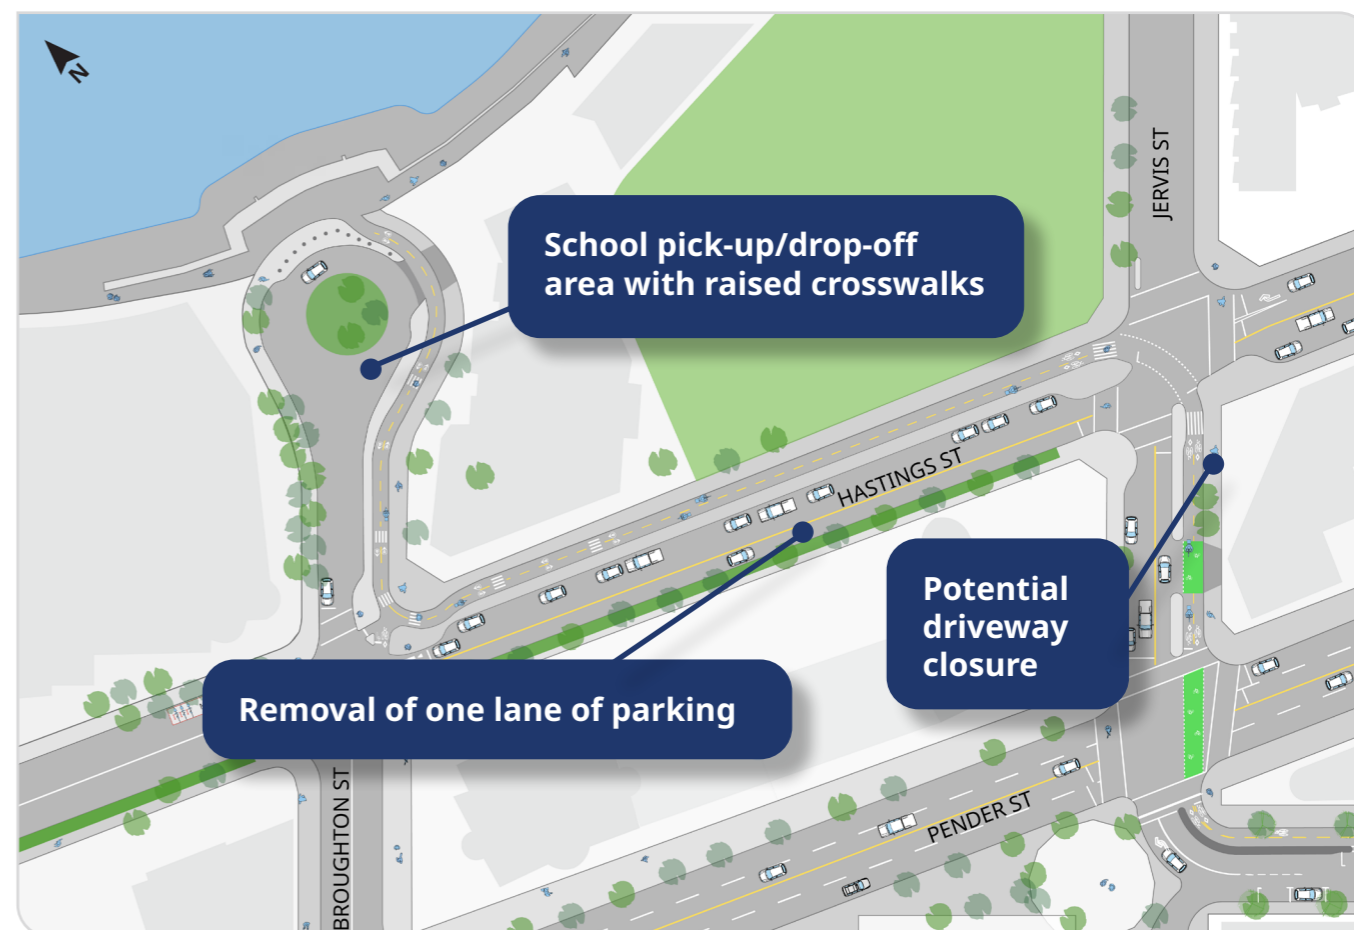 N
JERVIS ST
School pick-up/drop-off
area with raised crosswalks
HASTINGS ST
Potential
driveway
closure
Removal of one lane of parking
BROUGHTON ST
PENDER ST